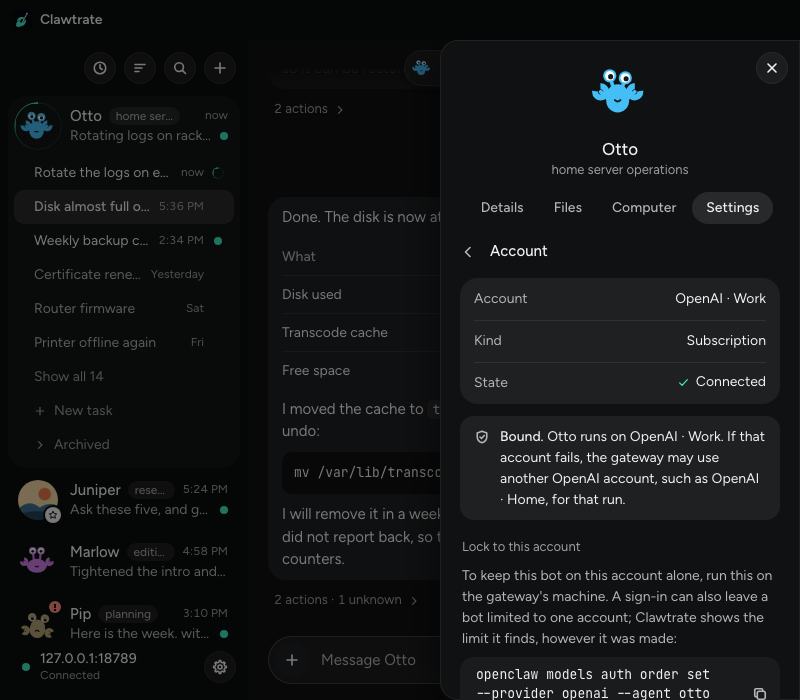 Clawtrate
Otto
home ser...
now
Rotating logs on rack...
Rotate the logs on e...
now
Disk almost full o...
5:36 PM
Weekly backup c...
2:34 PM
Certificate rene...
Yesterday
Router firmware
Sat
Printer offline again
Fri
Show all 14
+ New task
Archived
Juniper
rese...
5:24 PM
Ask these five, and g...
Marlow
editi...
4:58 PM
Tightened the intro and...
Pip
planning
3:10 PM
Here is the week. wit...
127.0.0.1:18789
Connected
2 actions
Done. The disk is now at
What
Disk used
Transcode cache
Free space
I moved the cache to
undo:
mv /var/lib/transco
I will remove it in a week
did not report back, so t
counters.
2 actions · 1 unknown
Message Otto
Otto
home server operations
Details
Files
Computer
Settings
Account
Account
OpenAI · Work
Kind
Subscription
State
Connected
Bound. Otto runs on OpenAI · Work. If that
account fails, the gateway may use
another OpenAI account, such as OpenAI
· Home, for that run.
Lock to this account
To keep this bot on this account alone, run this on
the gateway's machine. A sign-in can also leave a
bot limited to one account; Clawtrate shows the
limit it finds, however it was made:
openclaw models auth order set
--provider openai --agent otto